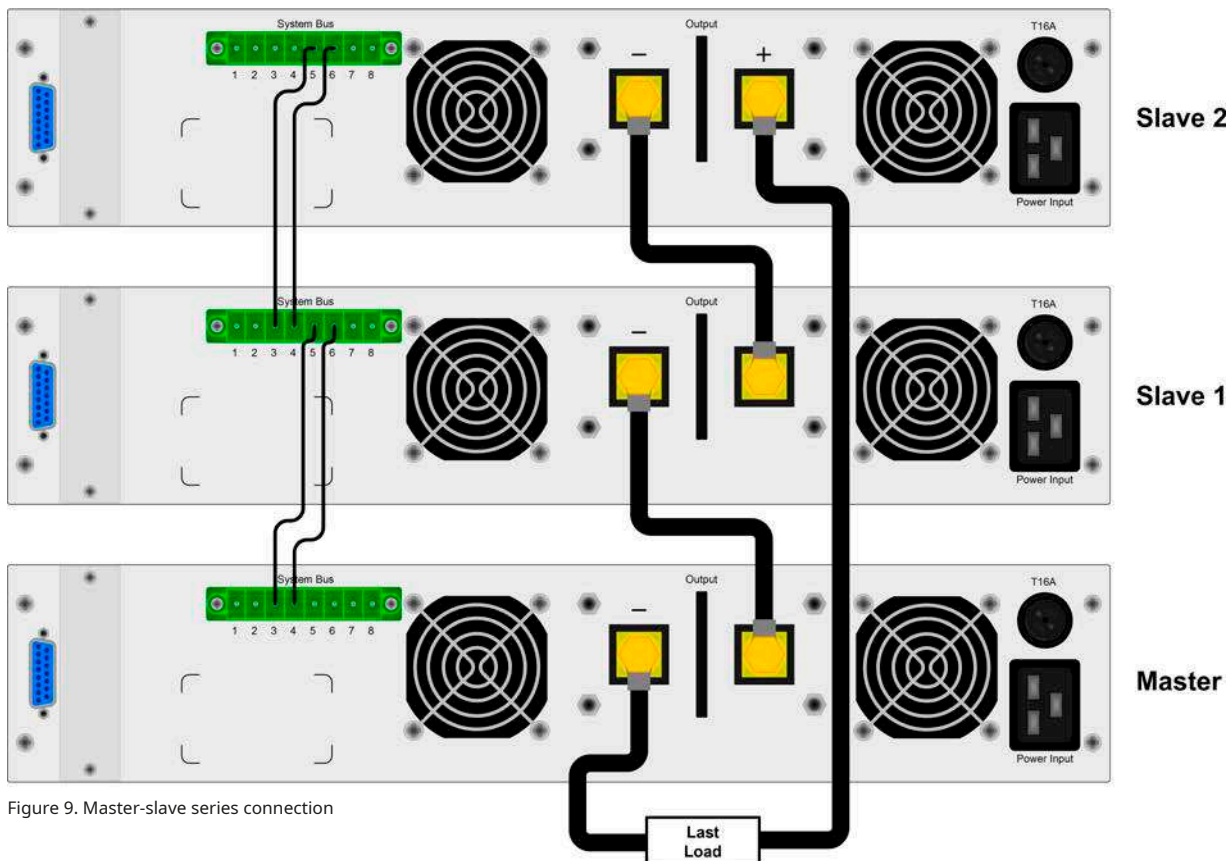 System Bus
Output
T16A
− +
1 2 3 4 5 6 7 8
Slave 2
Power Input
System Bus
Output
T16A
−
1 2 3 4 5 6 7 8
Slave 1
Power Input
System Bus
Output
T16A
−
1 2 3 4 5 6 7 8
Master
Power Input
Figure 9. Master-slave series connection
Last
Load